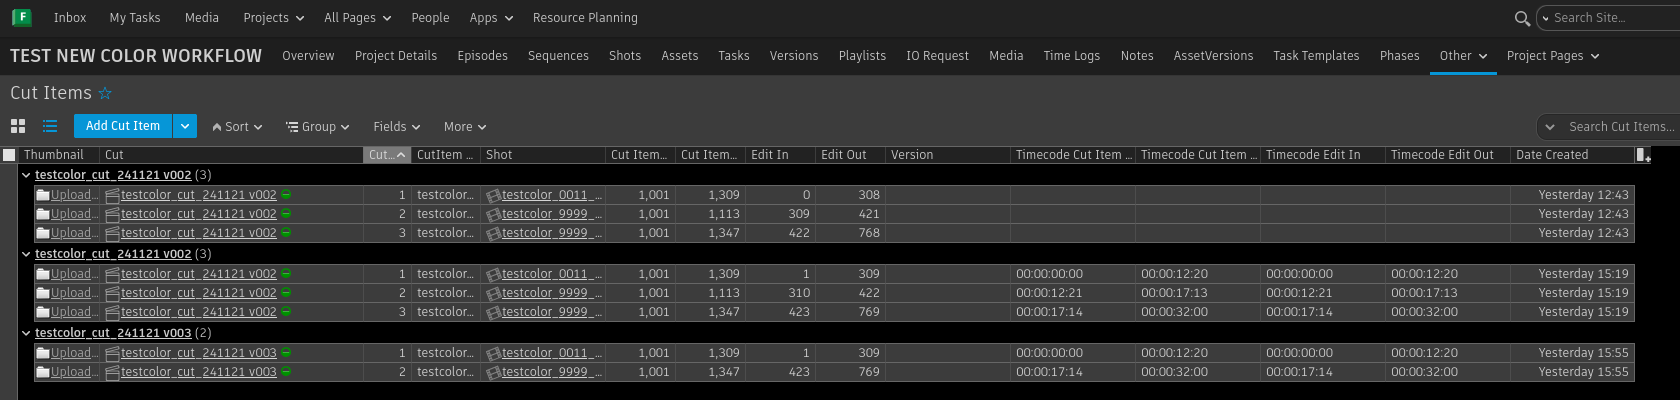 F Inbox My Tasks Media Projects All Pages People Apps Resource Planning Search Site...
TEST NEW COLOR WORKFLOW Overview Project Details Episodes Sequences Shots Assets Tasks Versions Playlists IO Request Media Time Logs Notes AssetVersions Task Templates Phases Other Project Pages
Cut Items
Add Cut Item Sort Group Fields More Search Cut Items...
Thumbnail Cut Cut... CutItem ... Shot Cut Item... Cut Item... Edit In Edit Out Version Timecode Cut Item ... Timecode Cut Item ... Timecode Edit In Timecode Edit Out Date Created
testcolor_cut_241121 v002 (3)
Upload... testcolor_cut_241121 v002 1 testcolor... testcolor_0011_... 1,001 1,309 0 308 Yesterday 12:43
Upload... testcolor_cut_241121 v002 2 testcolor... testcolor_9999_... 1,001 1,113 309 421 Yesterday 12:43
Upload... testcolor_cut_241121 v002 3 testcolor... testcolor_9999_... 1,001 1,347 422 768 Yesterday 12:43
testcolor_cut_241121 v002 (3)
Upload... testcolor_cut_241121 v002 1 testcolor... testcolor_0011_... 1,001 1,309 1 309 00:00:00:00 00:00:12:20 00:00:00:00 00:00:12:20 Yesterday 15:19
Upload... testcolor_cut_241121 v002 2 testcolor... testcolor_9999_... 1,001 1,113 310 422 00:00:12:21 00:00:17:13 00:00:12:21 00:00:17:13 Yesterday 15:19
Upload... testcolor_cut_241121 v002 3 testcolor... testcolor_9999_... 1,001 1,347 423 769 00:00:17:14 00:00:32:00 00:00:17:14 00:00:32:00 Yesterday 15:19
testcolor_cut_241121 v003 (2)
Upload... testcolor_cut_241121 v003 1 testcolor... testcolor_0011_... 1,001 1,309 1 309 00:00:00:00 00:00:12:20 00:00:00:00 00:00:12:20 Yesterday 15:55
Upload... testcolor_cut_241121 v003 2 testcolor... testcolor_9999_... 1,001 1,347 423 769 00:00:17:14 00:00:32:00 00:00:17:14 00:00:32:00 Yesterday 15:55